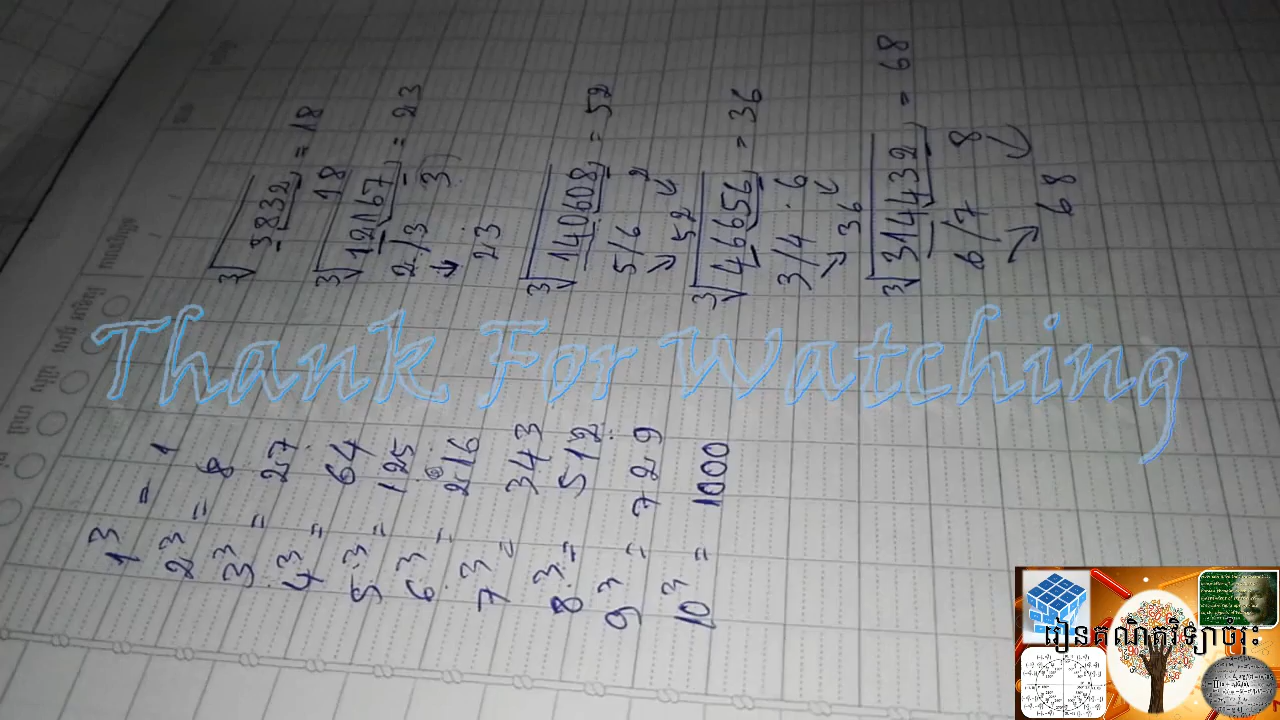 1³ = 1
2³ = 8
3³ = 27
4³ = 64
5³ = 125
6³ = 216
7³ = 343
8³ = 512
9³ = 729
10³ = 1000
∛3832 = 18
18
∛12167 = 23
2/3 3
23
∛140608 = 52
5/6 2
52
∛46656 = 36
3/4 . 6
36
∛314432 = 68
6/7 8
68
Thank For Watching
រៀនគណិតវិទ្យាចំរុះ